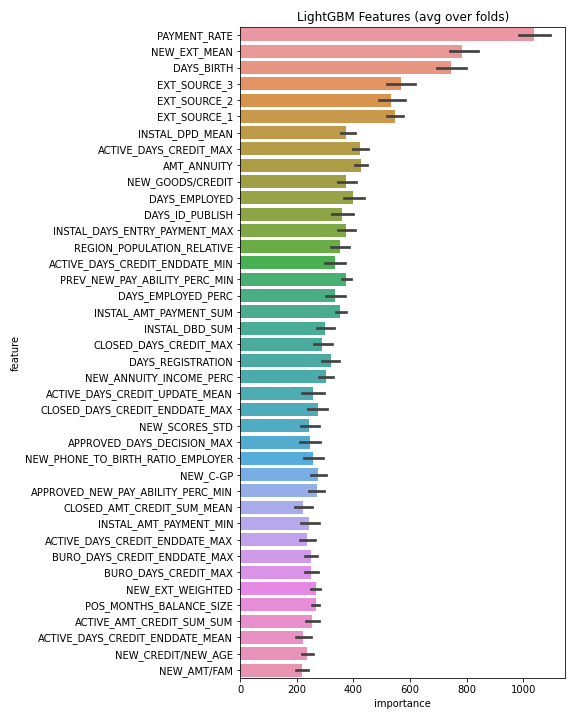 LightGBM Features (avg over folds)
PAYMENT_RATE
NEW_EXT_MEAN
DAYS_BIRTH
EXT_SOURCE_3
EXT_SOURCE_2
EXT_SOURCE_1
INSTAL_DPD_MEAN
ACTIVE_DAYS_CREDIT_MAX
AMT_ANNUITY
NEW_GOODS/CREDIT
DAYS_EMPLOYED
DAYS_ID_PUBLISH
INSTAL_DAYS_ENTRY_PAYMENT_MAX
REGION_POPULATION_RELATIVE
ACTIVE_DAYS_CREDIT_ENDDATE_MIN
PREV_NEW_PAY_ABILITY_PERC_MIN
DAYS_EMPLOYED_PERC
INSTAL_AMT_PAYMENT_SUM
INSTAL_DBD_SUM
CLOSED_DAYS_CREDIT_MAX
DAYS_REGISTRATION
NEW_ANNUITY_INCOME_PERC
ACTIVE_DAYS_CREDIT_UPDATE_MEAN
CLOSED_DAYS_CREDIT_ENDDATE_MAX
NEW_SCORES_STD
APPROVED_DAYS_DECISION_MAX
NEW_PHONE_TO_BIRTH_RATIO_EMPLOYER
NEW_C-GP
APPROVED_NEW_PAY_ABILITY_PERC_MIN
CLOSED_AMT_CREDIT_SUM_MEAN
INSTAL_AMT_PAYMENT_MIN
ACTIVE_DAYS_CREDIT_ENDDATE_MAX
BURO_DAYS_CREDIT_ENDDATE_MAX
BURO_DAYS_CREDIT_MAX
NEW_EXT_WEIGHTED
POS_MONTHS_BALANCE_SIZE
ACTIVE_AMT_CREDIT_SUM_SUM
ACTIVE_DAYS_CREDIT_ENDDATE_MEAN
NEW_CREDIT/NEW_AGE
NEW_AMT/FAM
feature
0 200 400 600 800 1000
importance